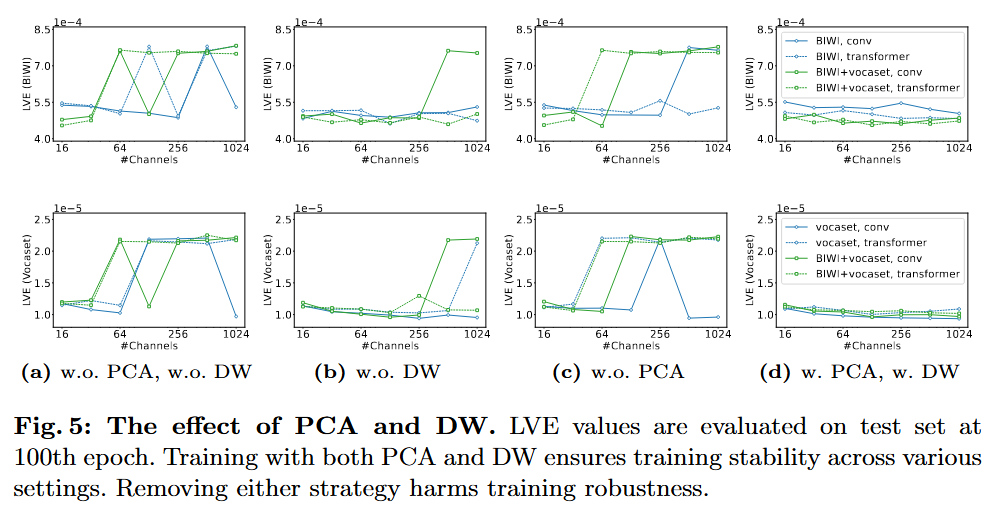 1e−4
1e−4
1e−4
1e−4
8.5
7.0
5.5
4.0
LVE (BIWI)
16
64
256
1024
#Channels
8.5
7.0
5.5
4.0
LVE (BIWI)
16
64
256
1024
#Channels
8.5
7.0
5.5
4.0
LVE (BIWI)
16
64
256
1024
#Channels
8.5
7.0
5.5
4.0
LVE (BIWI)
BIWI, conv
BIWI, transformer
BIWI+vocaset, conv
BIWI+vocaset, transformer
16
64
256
1024
#Channels
1e−5
1e−5
1e−5
1e−5
2.5
2.0
1.5
1.0
LVE (Vocaset)
16
64
256
1024
#Channels
2.5
2.0
1.5
1.0
LVE (Vocaset)
16
64
256
1024
#Channels
2.5
2.0
1.5
1.0
LVE (Vocaset)
16
64
256
1024
#Channels
2.5
2.0
1.5
1.0
LVE (Vocaset)
vocaset, conv
vocaset, transformer
BIWI+vocaset, conv
BIWI+vocaset, transformer
16
64
256
1024
#Channels
(a) w.o. PCA, w.o. DW
(b) w.o. DW
(c) w.o. PCA
(d) w. PCA, w. DW
Fig. 5: The effect of PCA and DW. LVE values are evaluated on test set at
100th epoch. Training with both PCA and DW ensures training stability across various
settings. Removing either strategy harms training robustness.